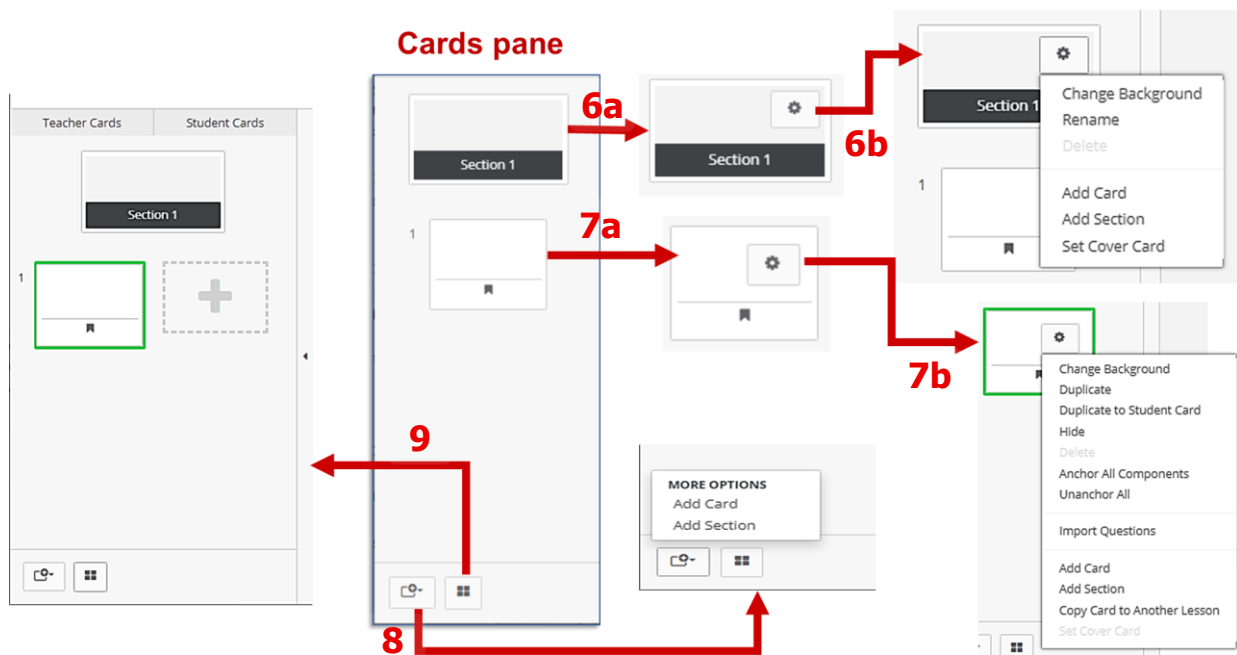 Cards pane
Teacher Cards
Student Cards
Section 1
1
Section 1
1
6a
Section 1
6b
Section 1
Change Background
Rename
Delete
Add Card
Add Section
Set Cover Card
1
7a
7b
Change Background
Duplicate
Duplicate to Student Card
Hide
Delete
Anchor All Components
Unanchor All
Import Questions
Add Card
Add Section
Copy Card to Another Lesson
Set Cover Card
9
MORE OPTIONS
Add Card
Add Section
8